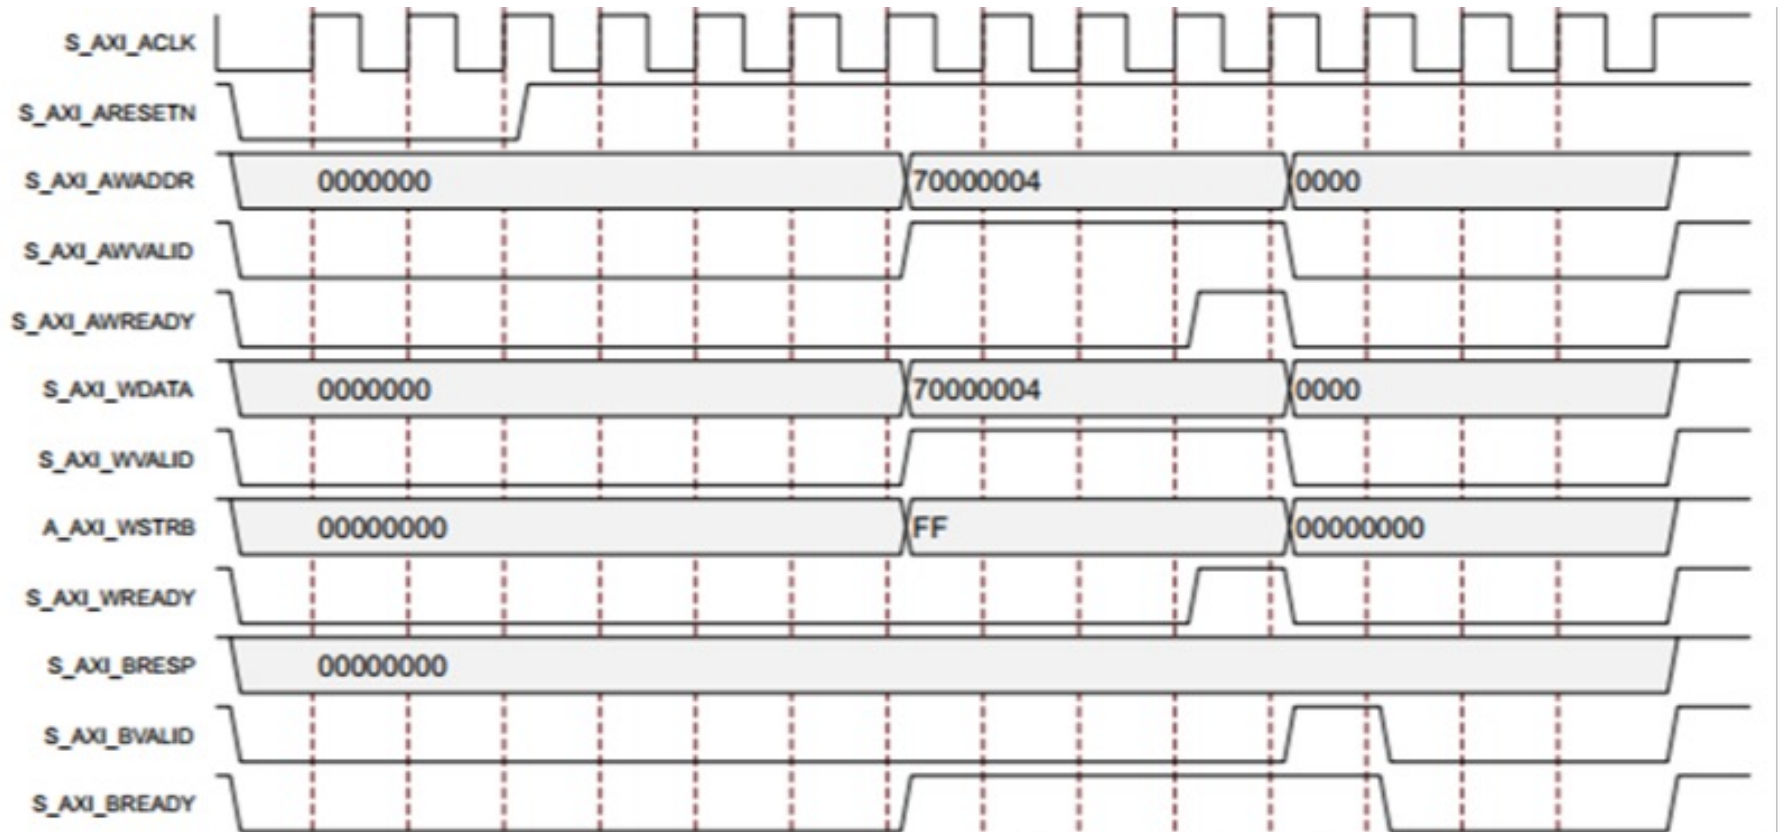 S_AXI_ACLK
S_AXI_ARESETN
S_AXI_AWADDR 0000000 70000004 0000
S_AXI_AWVALID
S_AXI_AWREADY
S_AXI_WDATA 0000000 70000004 0000
S_AXI_WVALID
A_AXI_WSTRB 00000000 FF 00000000
S_AXI_WREADY
S_AXI_BRESP 00000000
S_AXI_BVALID
S_AXI_BREADY